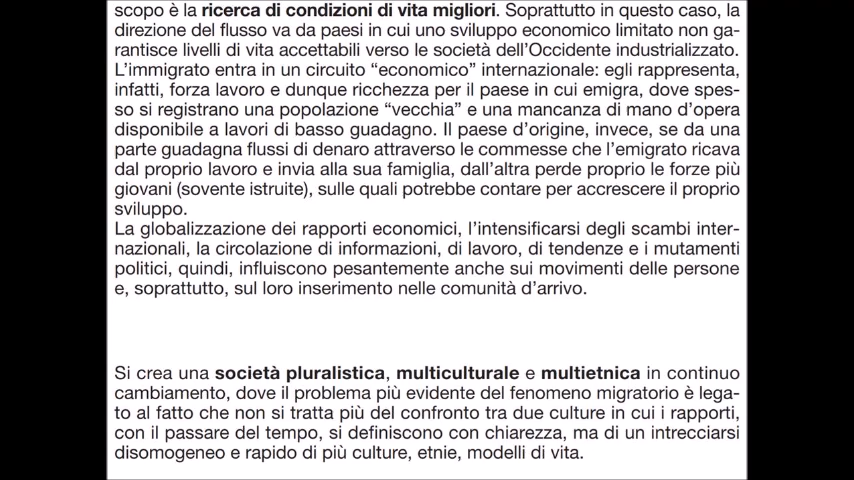 scopo è la ricerca di condizioni di vita migliori. Soprattutto in questo caso, la
direzione del flusso va da paesi in cui uno sviluppo economico limitato non ga-
rantisce livelli di vita accettabili verso le società dell’Occidente industrializzato.
L’immigrato entra in un circuito “economico” internazionale: egli rappresenta,
infatti, forza lavoro e dunque ricchezza per il paese in cui emigra, dove spes-
so si registrano una popolazione “vecchia” e una mancanza di mano d’opera
disponibile a lavori di basso guadagno. Il paese d’origine, invece, se da una
parte guadagna flussi di denaro attraverso le commesse che l’emigrato ricava
dal proprio lavoro e invia alla sua famiglia, dall’altra perde proprio le forze più
giovani (sovente istruite), sulle quali potrebbe contare per accrescere il proprio
sviluppo.
La globalizzazione dei rapporti economici, l’intensificarsi degli scambi inter-
nazionali, la circolazione di informazioni, di lavoro, di tendenze e i mutamenti
politici, quindi, influiscono pesantemente anche sui movimenti delle persone
e, soprattutto, sul loro inserimento nelle comunità d’arrivo.
Si crea una società pluralistica, multiculturale e multietnica in continuo
cambiamento, dove il problema più evidente del fenomeno migratorio è lega-
to al fatto che non si tratta più del confronto tra due culture in cui i rapporti,
con il passare del tempo, si definiscono con chiarezza, ma di un intrecciarsi
disomogeneo e rapido di più culture, etnie, modelli di vita.